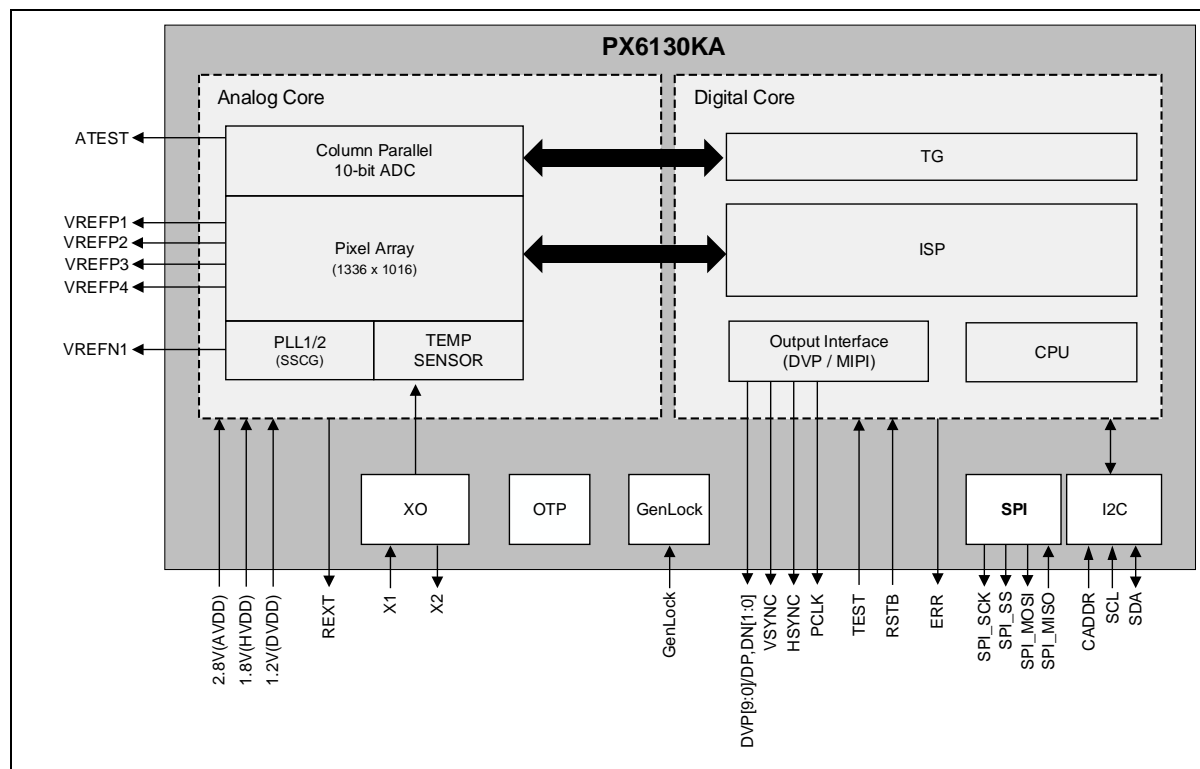 PX6130KA
Analog Core
Digital Core
ATEST
Column Parallel
10-bit ADC
TG
VREFP1
VREFP2
VREFP3
VREFP4
Pixel Array
(1336 x 1016)
ISP
VREFN1
PLL1/2
(SSCG)
TEMP
SENSOR
Output Interface
(DVP / MIPI)
CPU
XO
OTP
GenLock
SPI
I2C
2.8V(AVDD)
1.8V(HVDD)
1.2V(DVDD)
REXT
X1
X2
GenLock
DVP[9:0]/DP,DN[1:0]
VSYNC
HSYNC
PCLK
TEST
RSTB
ERR
SPI_SCK
SPI_SS
SPI_MOSI
SPI_MISO
CADDR
SCL
SDA